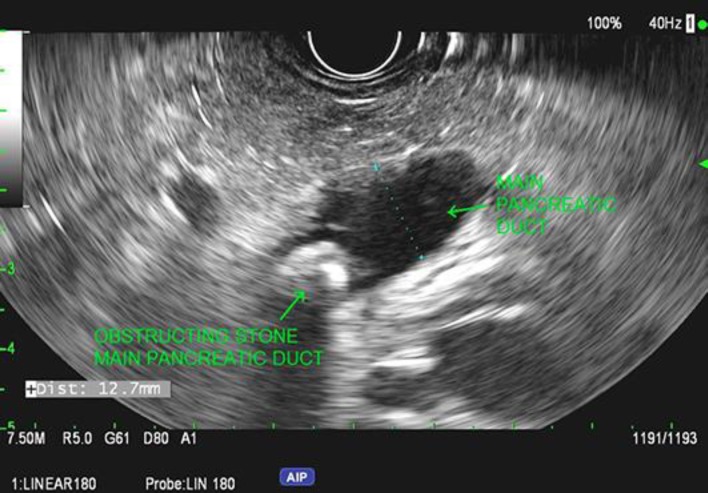 100% 40Hz 1
MAIN
PANCREATIC
DUCT
3
OBSTRUCTING STONE
MAIN PANCREATIC DUCT
4
+Dist: 12.7mm
5
7.50M R5.0 G61 D80 A1 1191/1193
1:LINEAR180 Probe:LIN 180 AIP